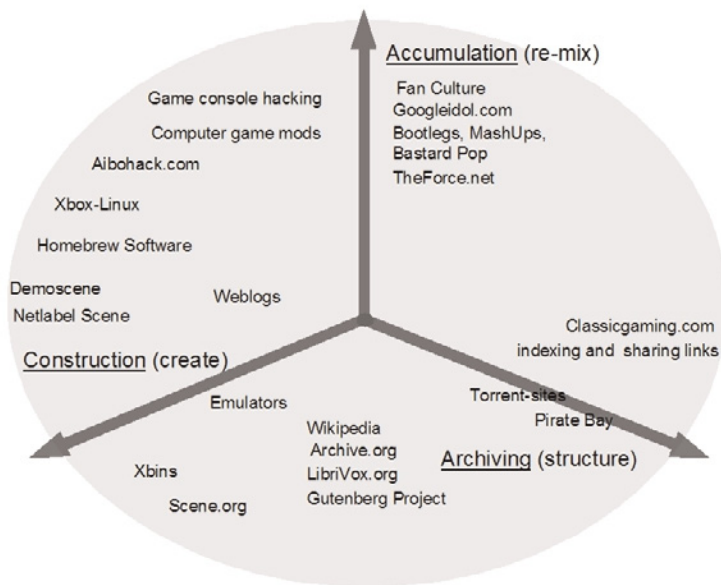 Accumulation (re-mix)
Fan Culture
Googleidol.com
Bootlegs, MashUps,
Bastard Pop
TheForce.net
Game console hacking
Computer game mods
Aibohack.com
Xbox-Linux
Homebrew Software
Demoscene
Netlabel Scene
Weblogs
Construction (create)
Classicgaming.com
indexing and sharing links
Torrent-sites
Pirate Bay
Archiving (structure)
Emulators
Wikipedia
Archive.org
LibriVox.org
Gutenberg Project
Xbins
Scene.org